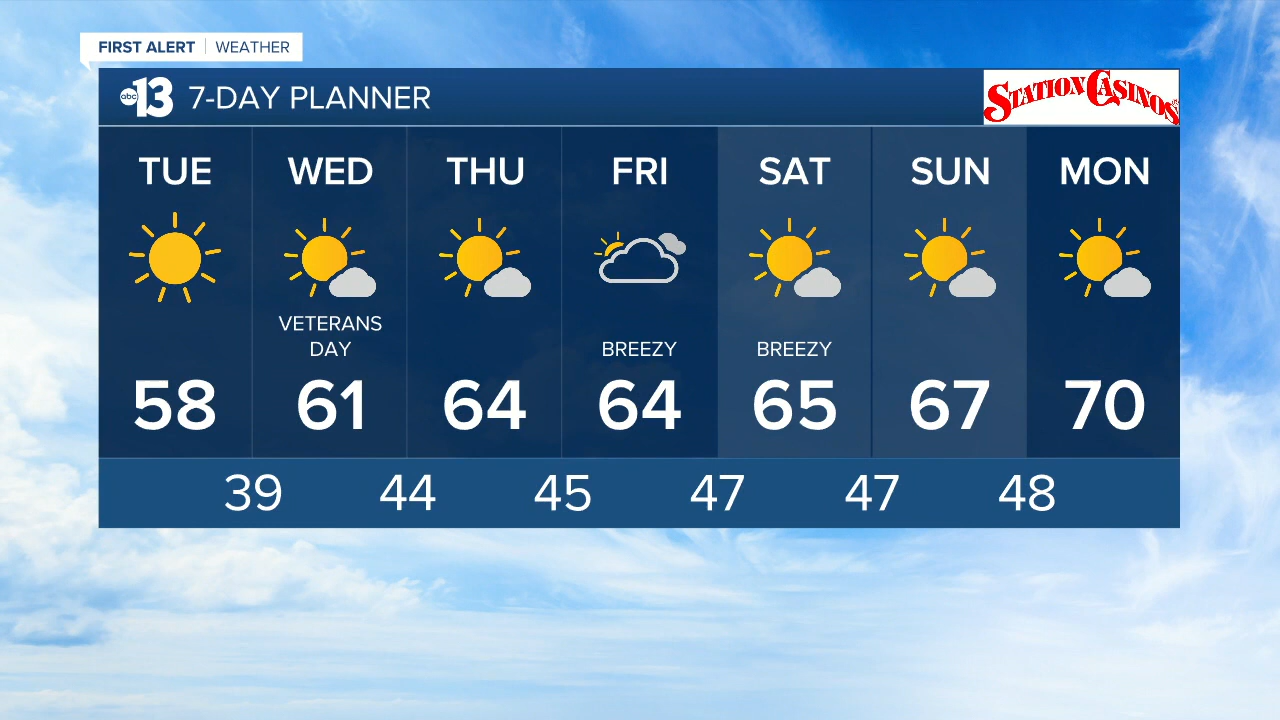 FIRST ALERT | WEATHER
abc 13 7-DAY PLANNER
STATION CASINOS
TUE WED THU FRI SAT SUN MON
VETERANS
DAY BREEZY BREEZY
58 61 64 64 65 67 70
39 44 45 47 47 48